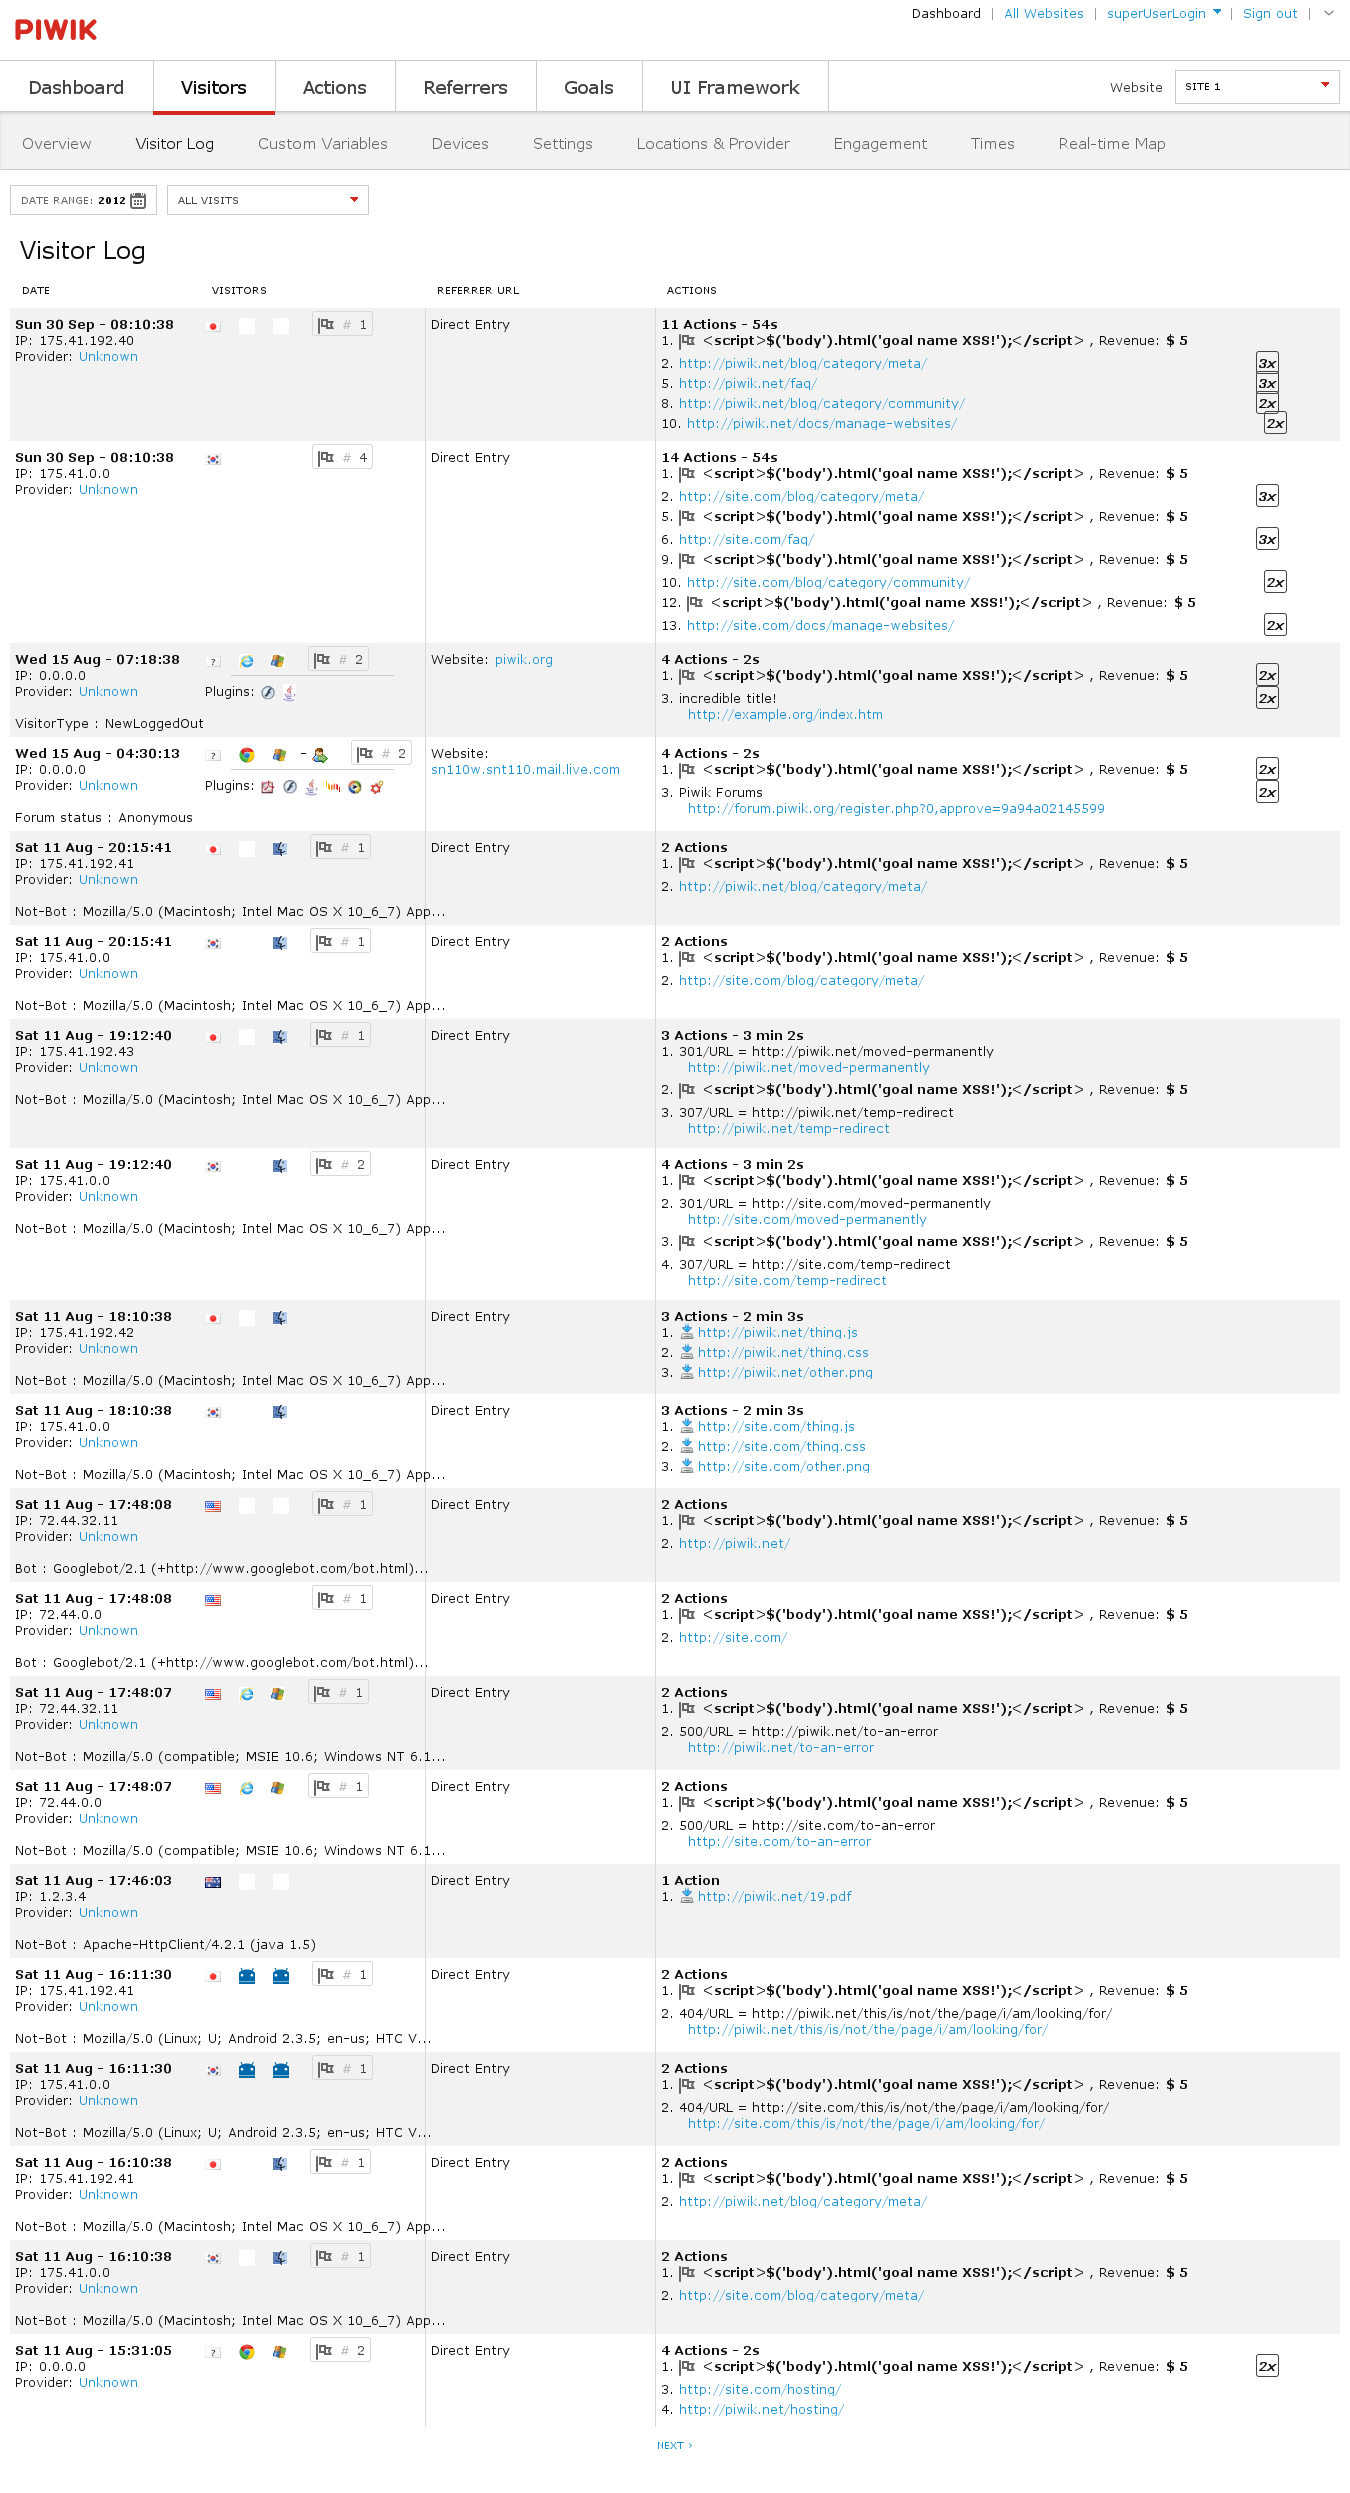 Dashboard | All Websites | superUserLogin | Sign out |
PIWIK
Dashboard Visitors Actions Referrers Goals UI Framework Website SITE 1
Overview Visitor Log Custom Variables Devices Settings Locations & Provider Engagement Times Real-time Map
DATE RANGE: 2012 ALL VISITS
Visitor Log
DATE VISITORS REFERRER URL ACTIONS
Sun 30 Sep - 08:10:38 # 1 Direct Entry 11 Actions - 54s
IP: 175.41.192.40 1. <script>$('body').html('goal name XSS!');</script> , Revenue: $ 5
Provider: Unknown
2. http://piwik.net/blog/category/meta/ 3x
5. http://piwik.net/faq/ 3x
8. http://piwik.net/blog/category/community/ 2x
10. http://piwik.net/docs/manage-websites/ 2x
Sun 30 Sep - 08:10:38 # 4 Direct Entry 14 Actions - 54s
IP: 175.41.0.0 1. <script>$('body').html('goal name XSS!');</script> , Revenue: $ 5
Provider: Unknown
2. http://site.com/blog/category/meta/ 3x
5. <script>$('body').html('goal name XSS!');</script> , Revenue: $ 5
6. http://site.com/faq/ 3x
9. <script>$('body').html('goal name XSS!');</script> , Revenue: $ 5
10. http://site.com/blog/category/community/ 2x
12. <script>$('body').html('goal name XSS!');</script> , Revenue: $ 5
13. http://site.com/docs/manage-websites/ 2x
Wed 15 Aug - 07:18:38 ? # 2 Website: piwik.org 4 Actions - 2s
IP: 0.0.0.0 1. <script>$('body').html('goal name XSS!');</script> , Revenue: $ 5 2x
Provider: Unknown Plugins:
3. incredible title! 2x
http://example.org/index.htm
VisitorType : NewLoggedOut
Wed 15 Aug - 04:30:13 ? - # 2 Website: 4 Actions - 2s
IP: 0.0.0.0 sn110w.snt110.mail.live.com 1. <script>$('body').html('goal name XSS!');</script> , Revenue: $ 5 2x
Provider: Unknown Plugins:
3. Piwik Forums 2x
http://forum.piwik.org/register.php?0,approve=9a94a02145599
Forum status : Anonymous
Sat 11 Aug - 20:15:41 # 1 Direct Entry 2 Actions
IP: 175.41.192.41 1. <script>$('body').html('goal name XSS!');</script> , Revenue: $ 5
Provider: Unknown
2. http://piwik.net/blog/category/meta/
Not-Bot : Mozilla/5.0 (Macintosh; Intel Mac OS X 10_6_7) App...
Sat 11 Aug - 20:15:41 # 1 Direct Entry 2 Actions
IP: 175.41.0.0 1. <script>$('body').html('goal name XSS!');</script> , Revenue: $ 5
Provider: Unknown
2. http://site.com/blog/category/meta/
Not-Bot : Mozilla/5.0 (Macintosh; Intel Mac OS X 10_6_7) App...
Sat 11 Aug - 19:12:40 # 1 Direct Entry 3 Actions - 3 min 2s
IP: 175.41.192.43 1. 301/URL = http://piwik.net/moved-permanently
Provider: Unknown http://piwik.net/moved-permanently
2. <script>$('body').html('goal name XSS!');</script> , Revenue: $ 5
Not-Bot : Mozilla/5.0 (Macintosh; Intel Mac OS X 10_6_7) App...
3. 307/URL = http://piwik.net/temp-redirect
http://piwik.net/temp-redirect
Sat 11 Aug - 19:12:40 # 2 Direct Entry 4 Actions - 3 min 2s
IP: 175.41.0.0 1. <script>$('body').html('goal name XSS!');</script> , Revenue: $ 5
Provider: Unknown
2. 301/URL = http://site.com/moved-permanently
http://site.com/moved-permanently
Not-Bot : Mozilla/5.0 (Macintosh; Intel Mac OS X 10_6_7) App...
3. <script>$('body').html('goal name XSS!');</script> , Revenue: $ 5
4. 307/URL = http://site.com/temp-redirect
http://site.com/temp-redirect
Sat 11 Aug - 18:10:38 Direct Entry 3 Actions - 2 min 3s
IP: 175.41.192.42 1. http://piwik.net/thing.js
Provider: Unknown 2. http://piwik.net/thing.css
3. http://piwik.net/other.png
Not-Bot : Mozilla/5.0 (Macintosh; Intel Mac OS X 10_6_7) App...
Sat 11 Aug - 18:10:38 Direct Entry 3 Actions - 2 min 3s
IP: 175.41.0.0 1. http://site.com/thing.js
Provider: Unknown 2. http://site.com/thing.css
3. http://site.com/other.png
Not-Bot : Mozilla/5.0 (Macintosh; Intel Mac OS X 10_6_7) App...
Sat 11 Aug - 17:48:08 # 1 Direct Entry 2 Actions
IP: 72.44.32.11 1. <script>$('body').html('goal name XSS!');</script> , Revenue: $ 5
Provider: Unknown
2. http://piwik.net/
Bot : Googlebot/2.1 (+http://www.googlebot.com/bot.html)...
Sat 11 Aug - 17:48:08 # 1 Direct Entry 2 Actions
IP: 72.44.0.0 1. <script>$('body').html('goal name XSS!');</script> , Revenue: $ 5
Provider: Unknown
2. http://site.com/
Bot : Googlebot/2.1 (+http://www.googlebot.com/bot.html)...
Sat 11 Aug - 17:48:07 # 1 Direct Entry 2 Actions
IP: 72.44.32.11 1. <script>$('body').html('goal name XSS!');</script> , Revenue: $ 5
Provider: Unknown
2. 500/URL = http://piwik.net/to-an-error
http://piwik.net/to-an-error
Not-Bot : Mozilla/5.0 (compatible; MSIE 10.6; Windows NT 6.1...
Sat 11 Aug - 17:48:07 # 1 Direct Entry 2 Actions
IP: 72.44.0.0 1. <script>$('body').html('goal name XSS!');</script> , Revenue: $ 5
Provider: Unknown
2. 500/URL = http://site.com/to-an-error
http://site.com/to-an-error
Not-Bot : Mozilla/5.0 (compatible; MSIE 10.6; Windows NT 6.1...
Sat 11 Aug - 17:46:03 Direct Entry 1 Action
IP: 1.2.3.4 1. http://piwik.net/19.pdf
Provider: Unknown
Not-Bot : Apache-HttpClient/4.2.1 (java 1.5)
Sat 11 Aug - 16:11:30 # 1 Direct Entry 2 Actions
IP: 175.41.192.41 1. <script>$('body').html('goal name XSS!');</script> , Revenue: $ 5
Provider: Unknown
2. 404/URL = http://piwik.net/this/is/not/the/page/i/am/looking/for/
http://piwik.net/this/is/not/the/page/i/am/looking/for/
Not-Bot : Mozilla/5.0 (Linux; U; Android 2.3.5; en-us; HTC V...
Sat 11 Aug - 16:11:30 # 1 Direct Entry 2 Actions
IP: 175.41.0.0 1. <script>$('body').html('goal name XSS!');</script> , Revenue: $ 5
Provider: Unknown
2. 404/URL = http://site.com/this/is/not/the/page/i/am/looking/for/
http://site.com/this/is/not/the/page/i/am/looking/for/
Not-Bot : Mozilla/5.0 (Linux; U; Android 2.3.5; en-us; HTC V...
Sat 11 Aug - 16:10:38 # 1 Direct Entry 2 Actions
IP: 175.41.192.41 1. <script>$('body').html('goal name XSS!');</script> , Revenue: $ 5
Provider: Unknown
2. http://piwik.net/blog/category/meta/
Not-Bot : Mozilla/5.0 (Macintosh; Intel Mac OS X 10_6_7) App...
Sat 11 Aug - 16:10:38 # 1 Direct Entry 2 Actions
IP: 175.41.0.0 1. <script>$('body').html('goal name XSS!');</script> , Revenue: $ 5
Provider: Unknown
2. http://site.com/blog/category/meta/
Not-Bot : Mozilla/5.0 (Macintosh; Intel Mac OS X 10_6_7) App...
Sat 11 Aug - 15:31:05 ? # 2 Direct Entry 4 Actions - 2s
IP: 0.0.0.0 1. <script>$('body').html('goal name XSS!');</script> , Revenue: $ 5 2x
Provider: Unknown
3. http://site.com/hosting/
4. http://piwik.net/hosting/
NEXT ›